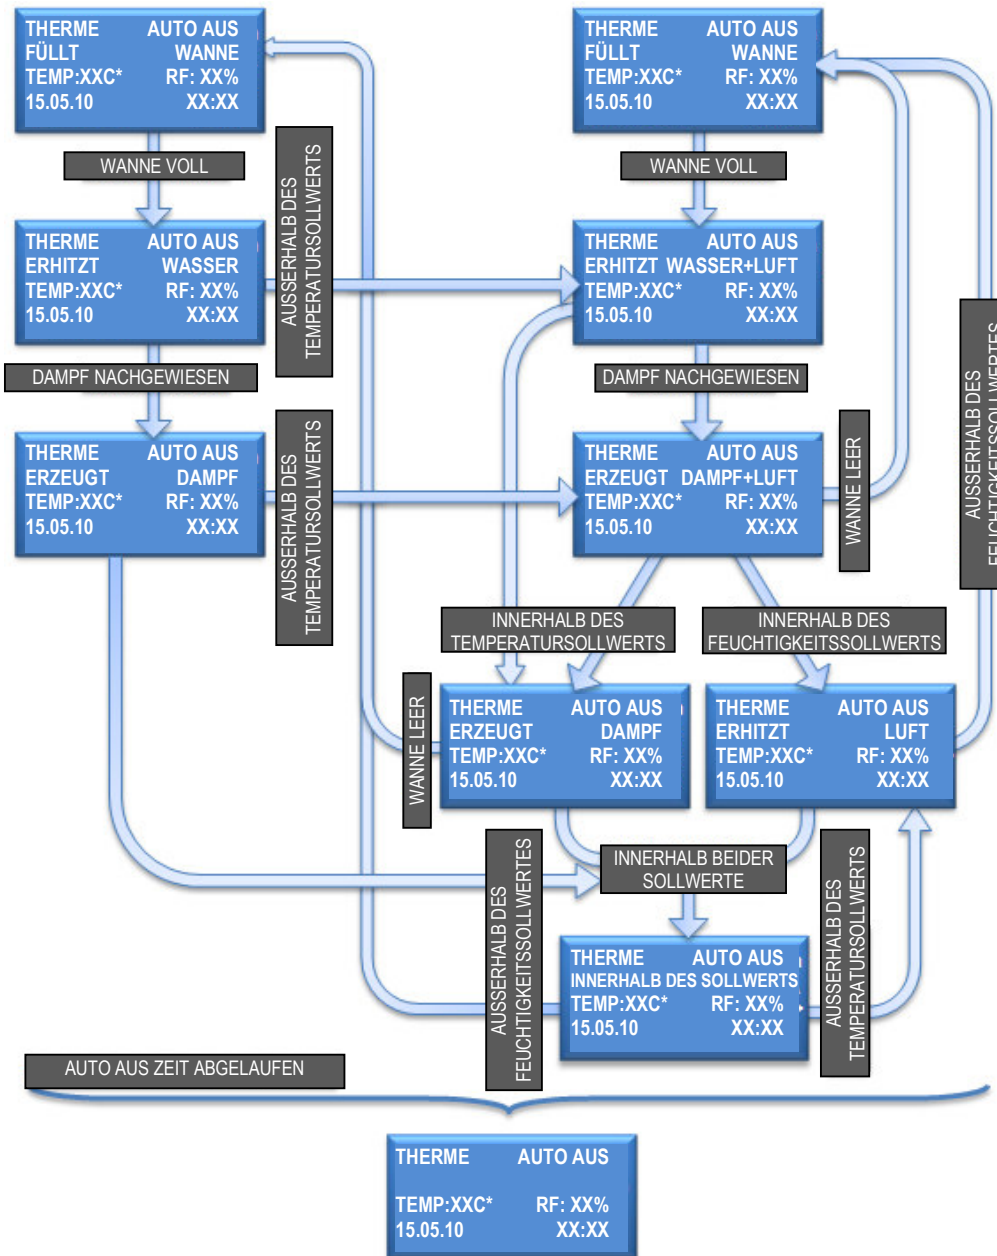 THERME AUTO AUS
FÜLLT WANNE
TEMP:XXC* RF: XX%
15.05.10 XX:XX
THERME AUTO AUS
FÜLLT WANNE
TEMP:XXC* RF: XX%
15.05.10 XX:XX
WANNE VOLL
AUSSERHALB DES
TEMPERATURSOLLWERTS
WANNE VOLL
THERME AUTO AUS
ERHITZT WASSER
TEMP:XXC* RF: XX%
15.05.10 XX:XX
THERME AUTO AUS
ERHITZT WASSER+LUFT
TEMP:XXC* RF: XX%
15.05.10 XX:XX
AUSSERHALB DES
FEUCHTIGKEITSSOLLWERTES
DAMPF NACHGEWIESEN
DAMPF NACHGEWIESEN
THERME AUTO AUS
ERZEUGT DAMPF
TEMP:XXC* RF: XX%
15.05.10 XX:XX
AUSSERHALB DES
TEMPERATURSOLLWERTS
THERME AUTO AUS
ERZEUGT DAMPF+LUFT
TEMP:XXC* RF: XX%
15.05.10 XX:XX
WANNE LEER
INNERHALB DES
TEMPERATURSOLLWERTS
INNERHALB DES
FEUCHTIGKEITSSOLLWERTS
WANNE LEER
THERME AUTO AUS
ERZEUGT DAMPF
TEMP:XXC* RF: XX%
15.05.10 XX:XX
THERME AUTO AUS
ERHITZT LUFT
TEMP:XXC* RF: XX%
15.05.10 XX:XX
AUSSERHALB DES
FEUCHTIGKEITSSOLLWERTES
INNERHALB BEIDER
SOLLWERTE
AUSSERHALB DES
TEMPERATURSOLLWERTS
THERME AUTO AUS
INNERHALB DES SOLLWERTS
TEMP:XXC* RF: XX%
15.05.10 XX:XX
AUTO AUS ZEIT ABGELAUFEN
THERME AUTO AUS
TEMP:XXC* RF: XX%
15.05.10 XX:XX